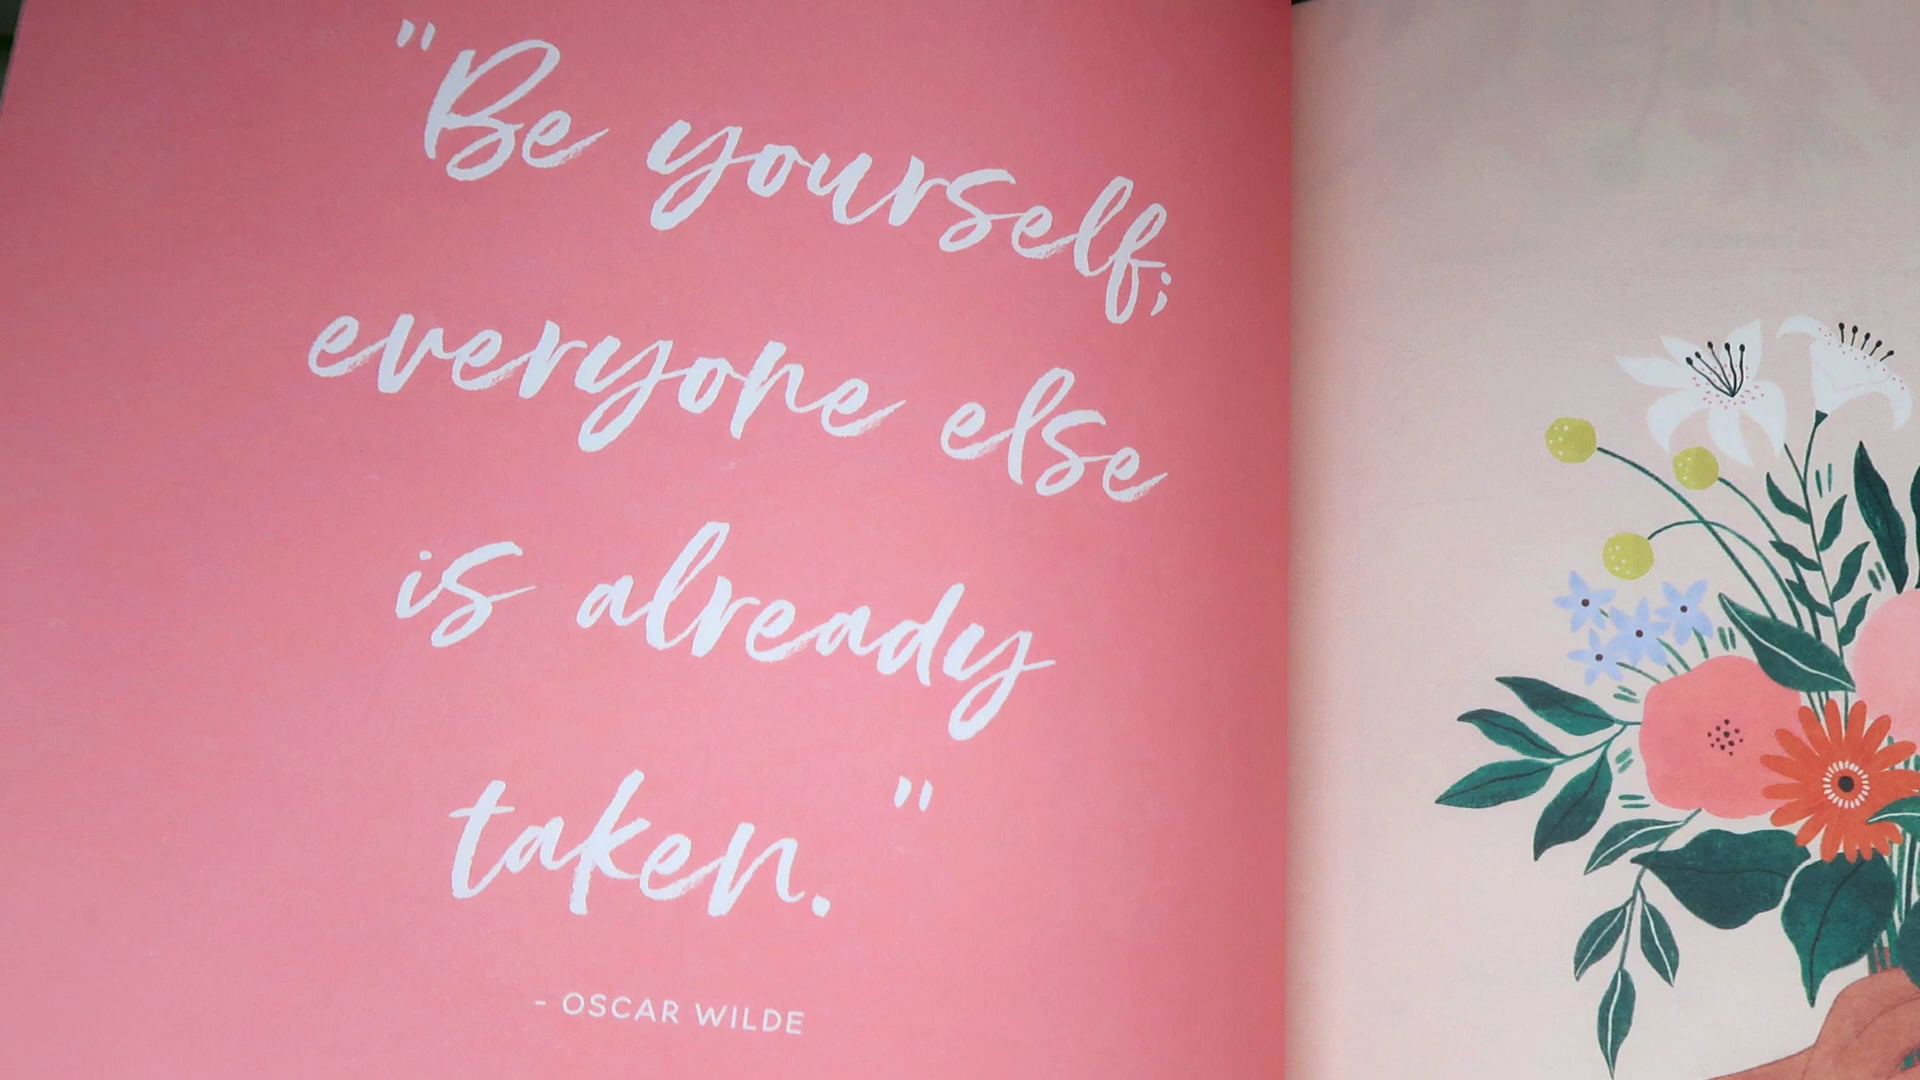 "Be yourself;
everyone else
is already
taken."
- OSCAR WILDE